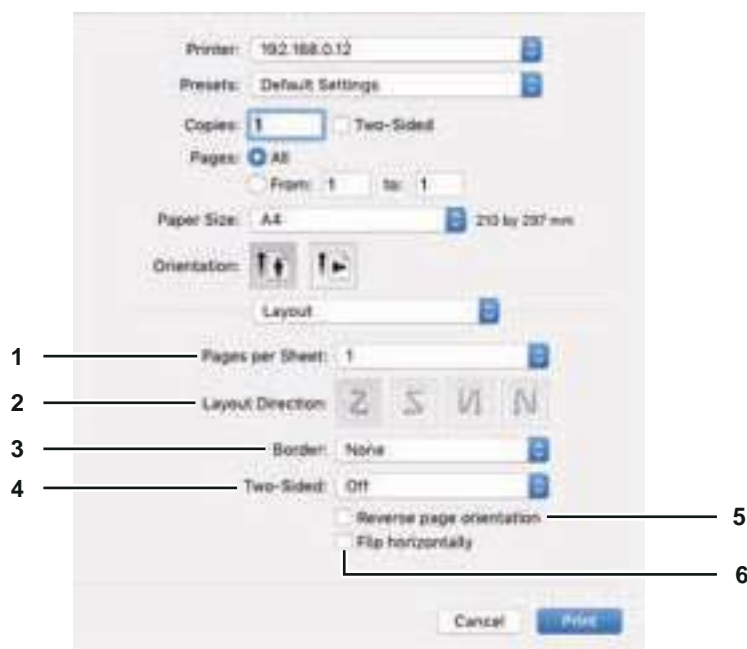 Printer: 192.168.0.12
Presets: Default Settings
Copies: 1 Two-Sided
Pages: All
From: 1 to: 1
Paper Size: A4 210 by 297 mm
Orientation:
Layout
1 Pages per Sheet: 1
2 Layout Direction:
3 Border: None
4 Two-Sided: Off
Reverse page orientation 5
Flip horizontally
6
Cancel Print